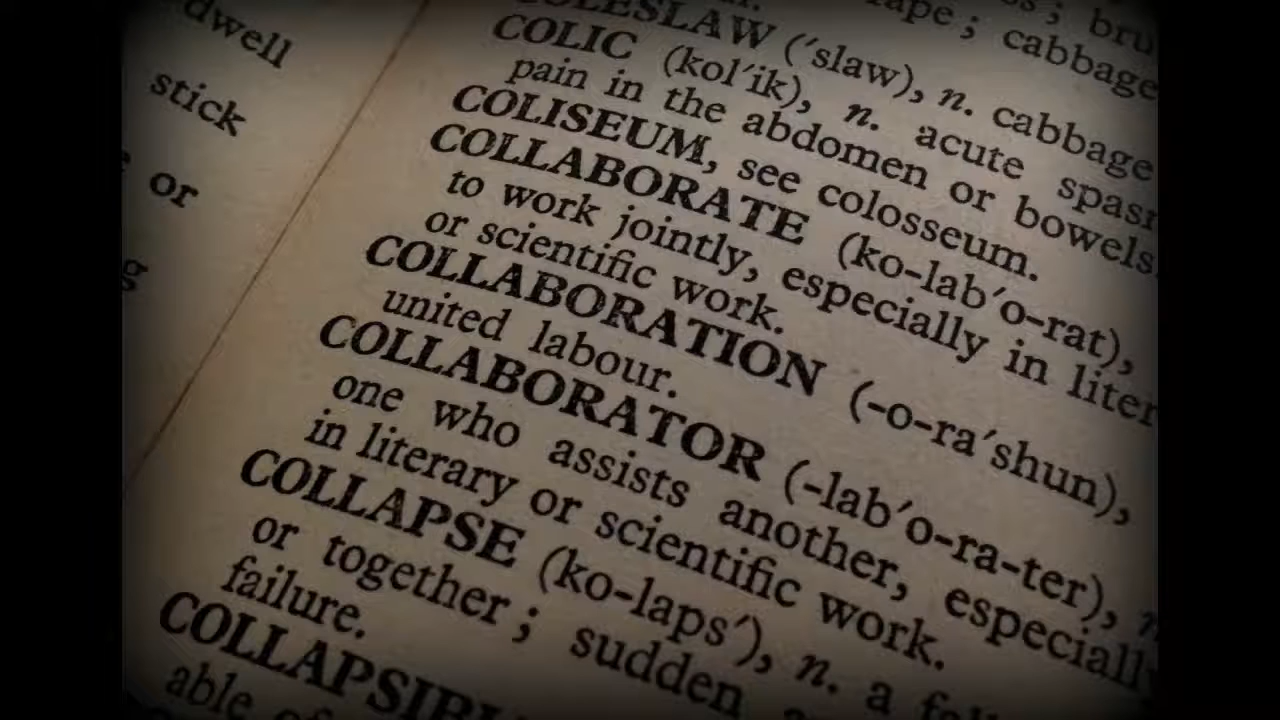 dwell
stick
or
COLESLAW ('slaw), n. cabbage
COLIC (kol'ik), n. acute
pain in the abdomen or bowels
COLISEUM, see colosseum.
COLLABORATE (ko-lab'o-rat),
to work jointly, especially in liter
or scientific work.
COLLABORATION (-o-ra'shun),
united labour.
COLLABORATOR (-lab'o-ra-ter),
one who assists another, especially
in literary or scientific work.
COLLAPSE (ko-laps'), n. a
or together; sudden
failure.
able of